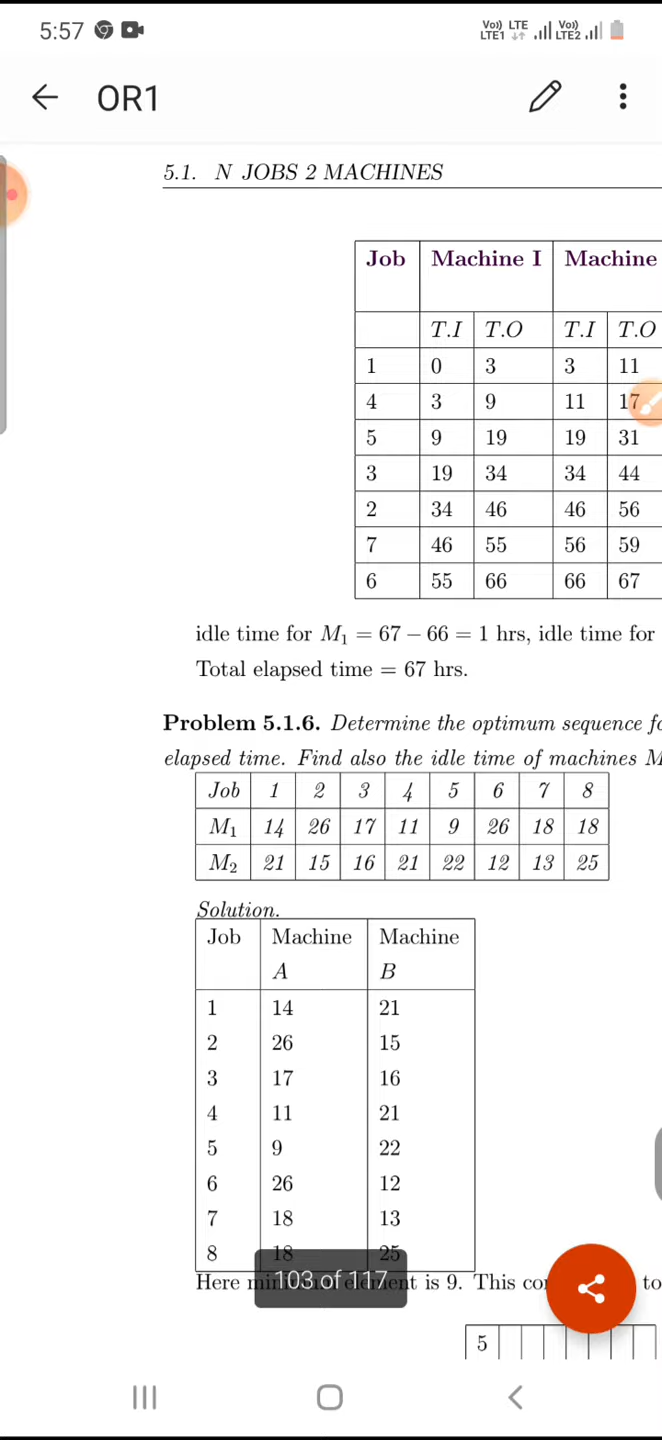 5:57 Vo)) LTE LTE1 Vo)) LTE2
OR1
5.1. N JOBS 2 MACHINES
Job Machine I Machine
T.I T.O T.I T.O
1 0 3 3 11
4 3 9 11 17
5 9 19 19 31
3 19 34 34 44
2 34 46 46 56
7 46 55 56 59
6 55 66 66 67
idle time for M₁ = 67 − 66 = 1 hrs, idle time for
Total elapsed time = 67 hrs.
Problem 5.1.6. Determine the optimum sequence fo
elapsed time. Find also the idle time of machines M
Job 1 2 3 4 5 6 7 8
M₁ 14 26 17 11 9 26 18 18
M₂ 21 15 16 21 22 12 13 25
Solution.
Job Machine Machine
A B
1 14 21
2 26 15
3 17 16
4 11 21
5 9 22
6 26 12
7 18 13
8 18 25
Here element is 9. This to
103 of 117
5